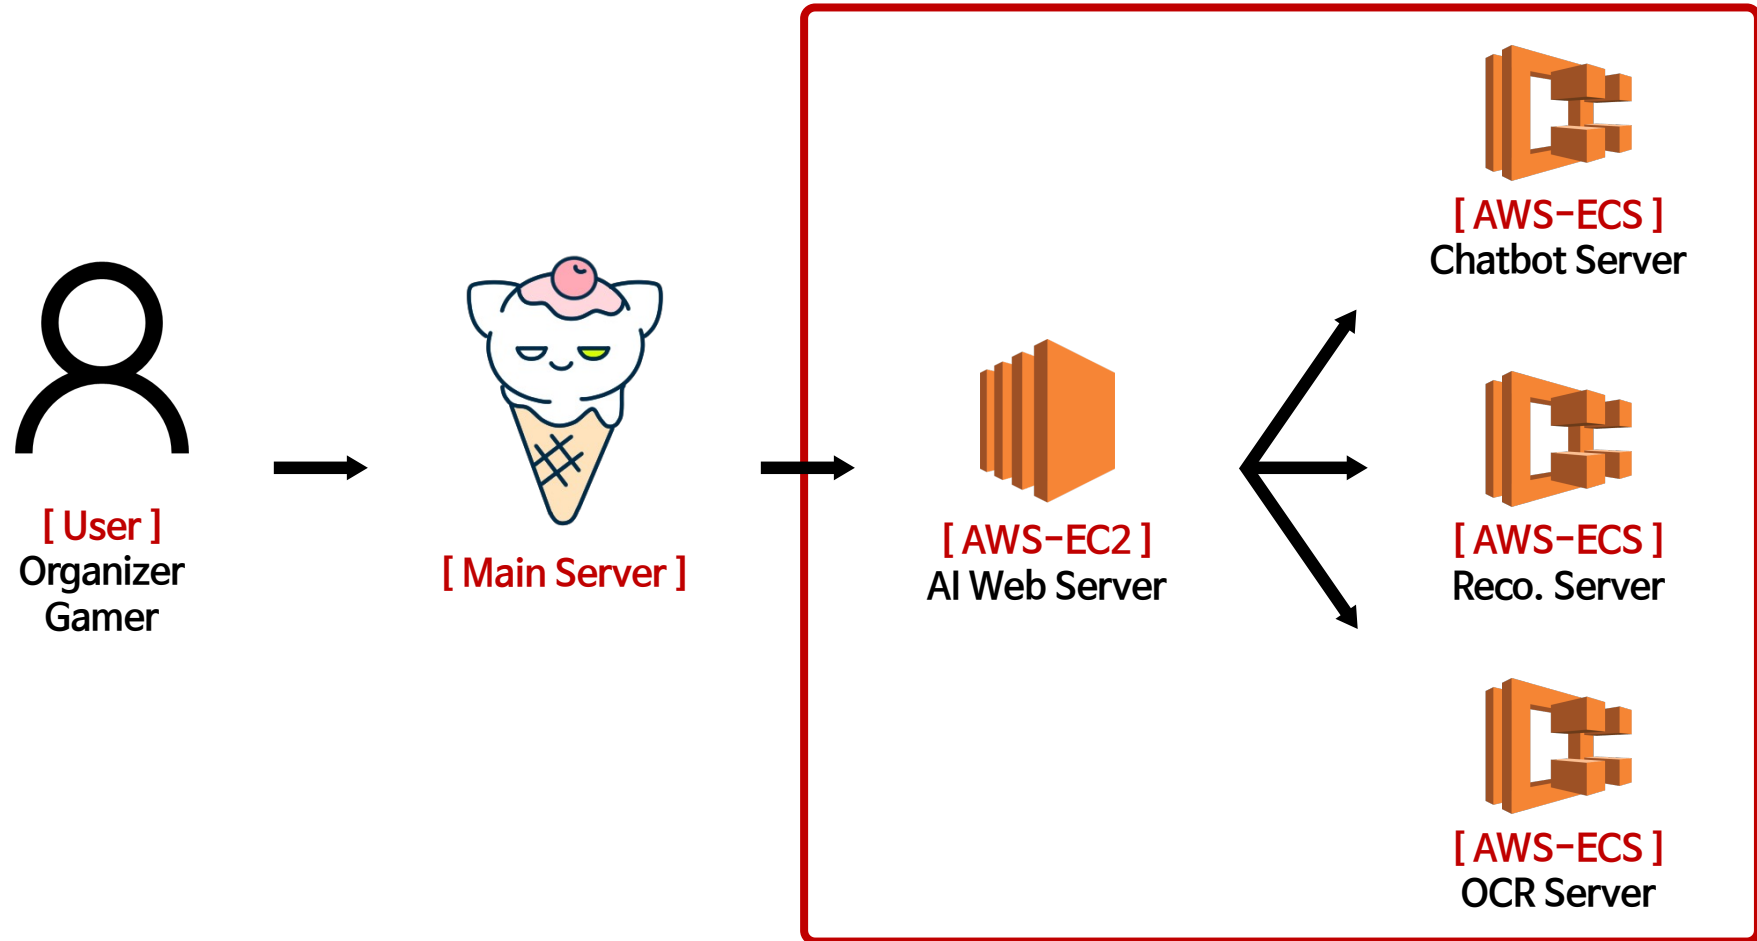 [ User ]
Organizer
Gamer
[ Main Server ]
[ AWS-EC2 ]
AI Web Server
[ AWS-ECS ]
Chatbot Server
[ AWS-ECS ]
Reco. Server
[ AWS-ECS ]
OCR Server